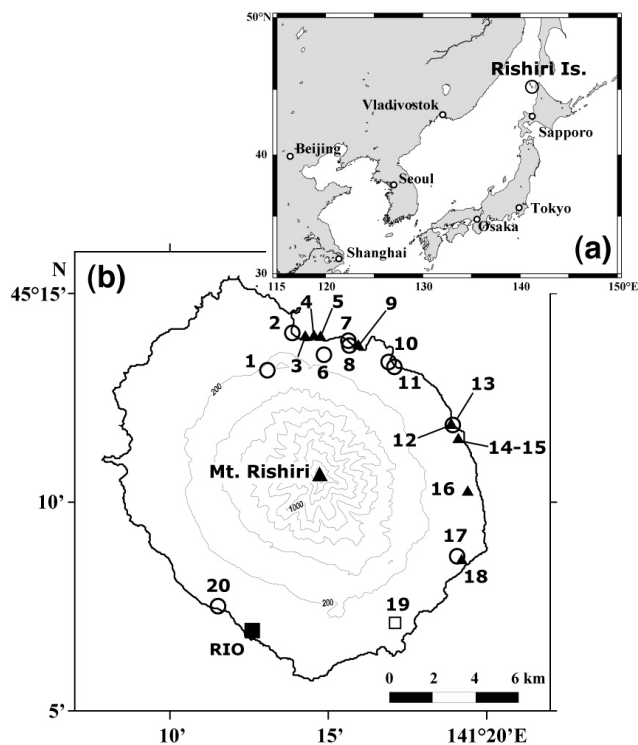 50°N
(a)
Rishiri Is.
Vladivostok
Sapporo
Beijing
40
Seoul
Tokyo
Osaka
Shanghai
30
115
120
130
140
150°E
N
(b)
45°15'
2
4
5
7
9
3
6
8
10
1
11
200
13
12
14-15
Mt. Rishiri
16
10'
1000
17
18
20
200
19
RIO
0 2 4 6 km
5'
10'
15'
141°20'E